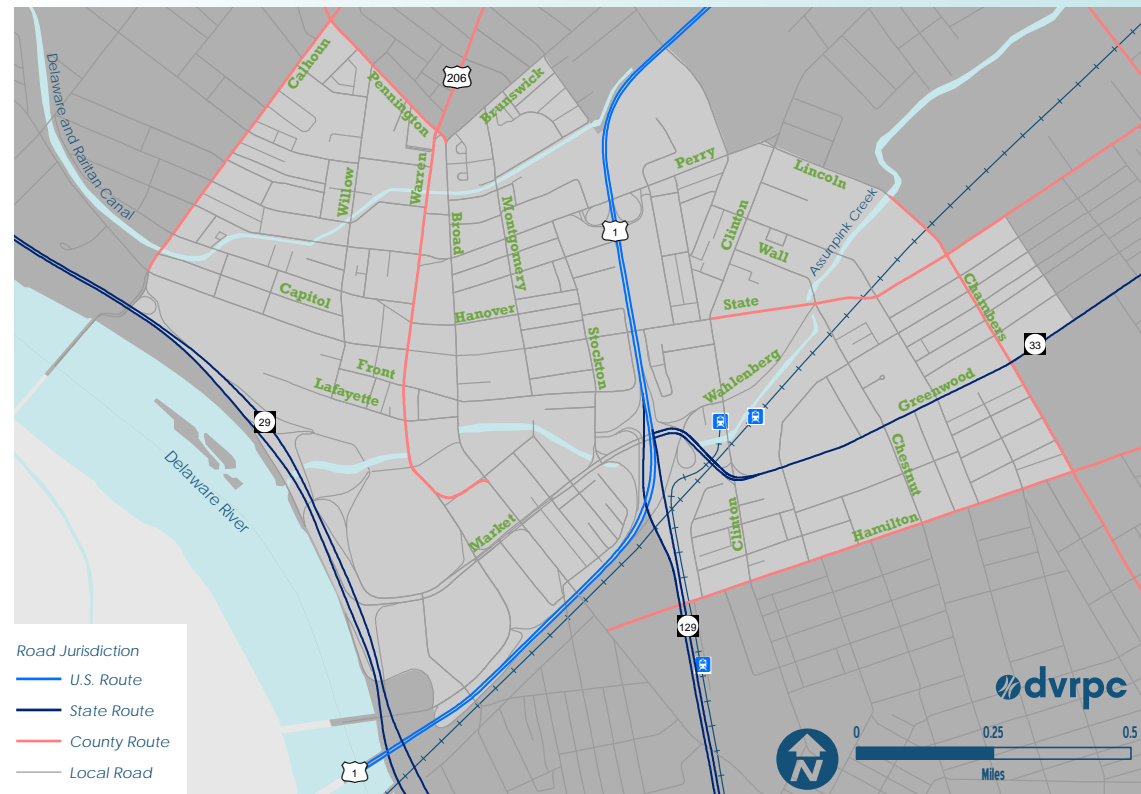 Calhoun
Pennington
206
Brunswick
Delaware and Raritan Canal
Willow
Warren
Perry
Lincoln
Broad
Montgomery
1
Clinton
Wall
Assunpink Creek
Capitol
Hanover
State
Chambers
Stockton
33
Front
Lafayette
Wahlenberg
Greenwood
29
Delaware River
Chestnut
Market
Clinton
Hamilton
129
Road Jurisdiction
U.S. Route
State Route
County Route
Local Road
1
dvrpc
N
0 0.25 0.5
Miles